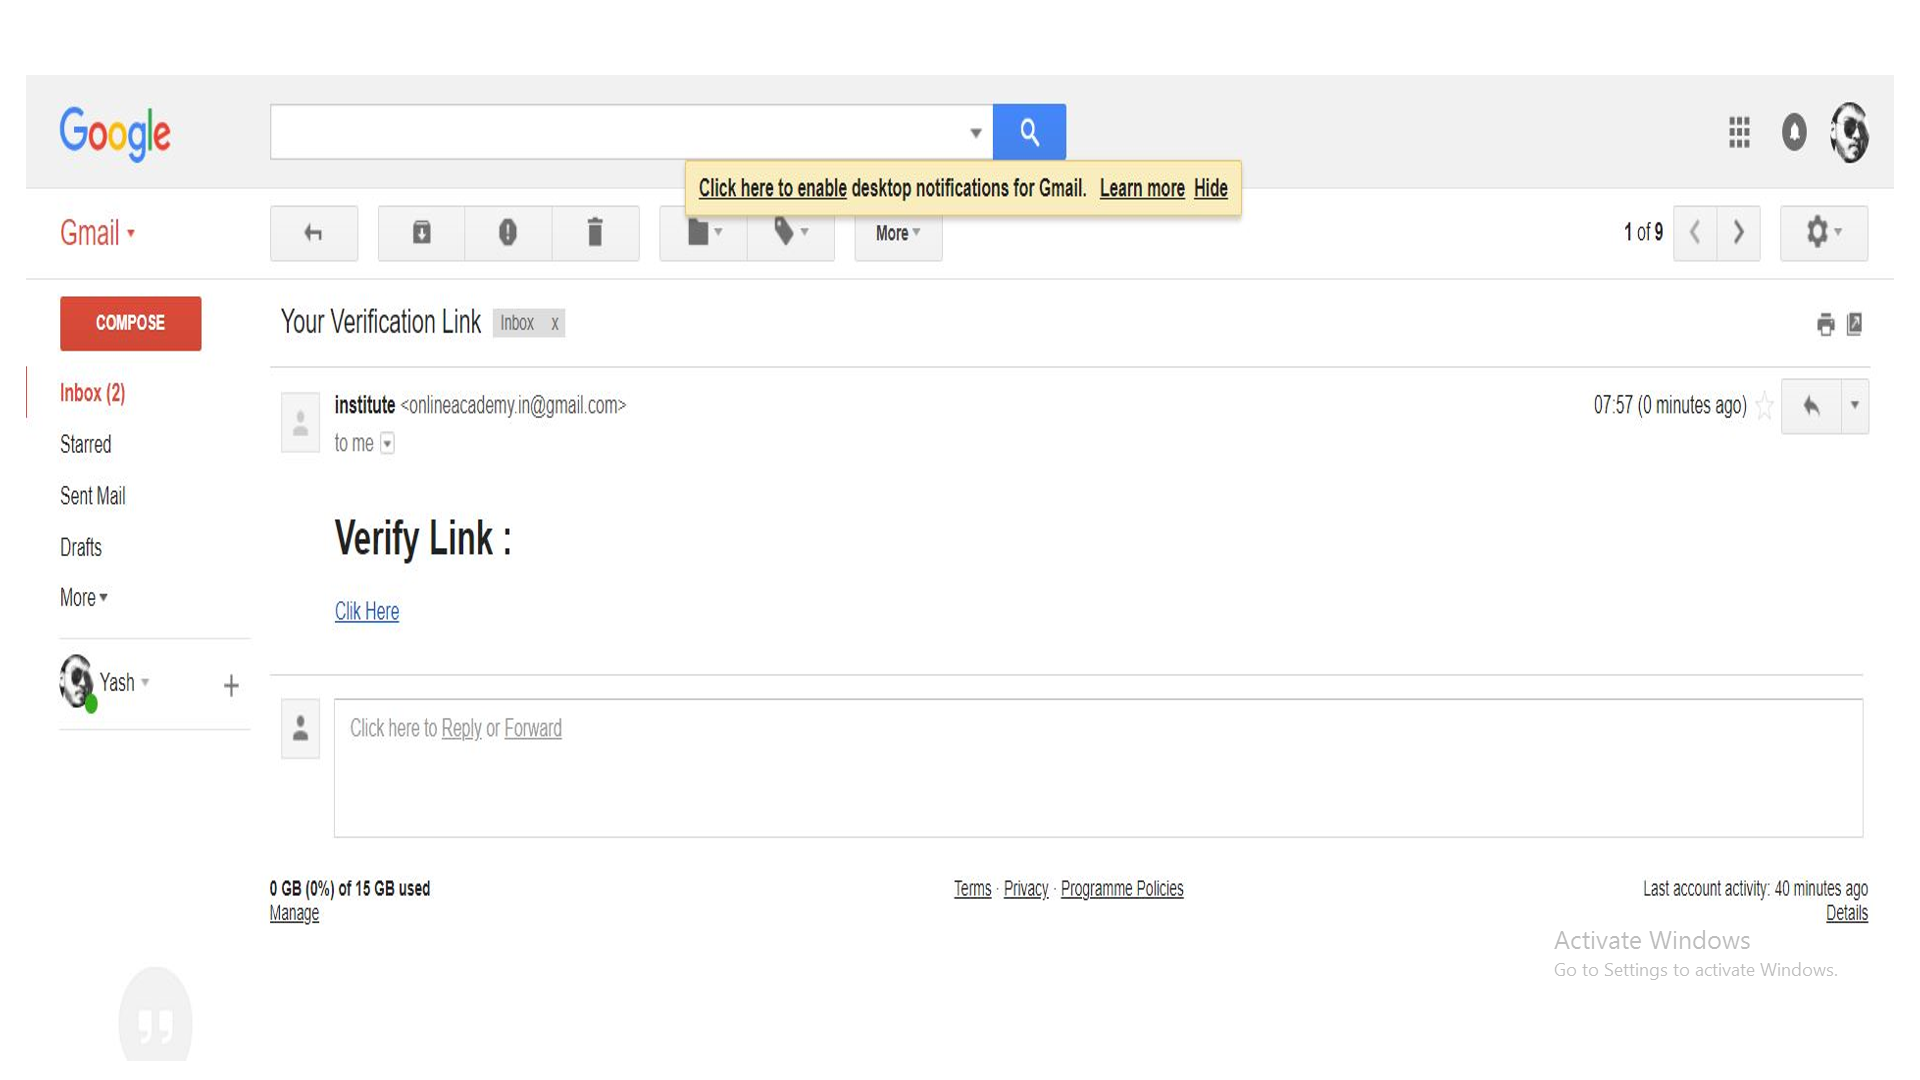 Google
Click here to enable desktop notifications for Gmail. Learn more Hide
Gmail
More
1 of 9
COMPOSE
Your Verification Link Inbox x
Inbox (2)
institute <onlineacademy.in@gmail.com>
07:57 (0 minutes ago)
to me
Starred
Sent Mail
Drafts
More
Verify Link :
Clik Here
Yash
Click here to Reply or Forward
0 GB (0%) of 15 GB used
Manage
Terms · Privacy · Programme Policies
Last account activity: 40 minutes ago
Details
Activate Windows
Go to Settings to activate Windows.